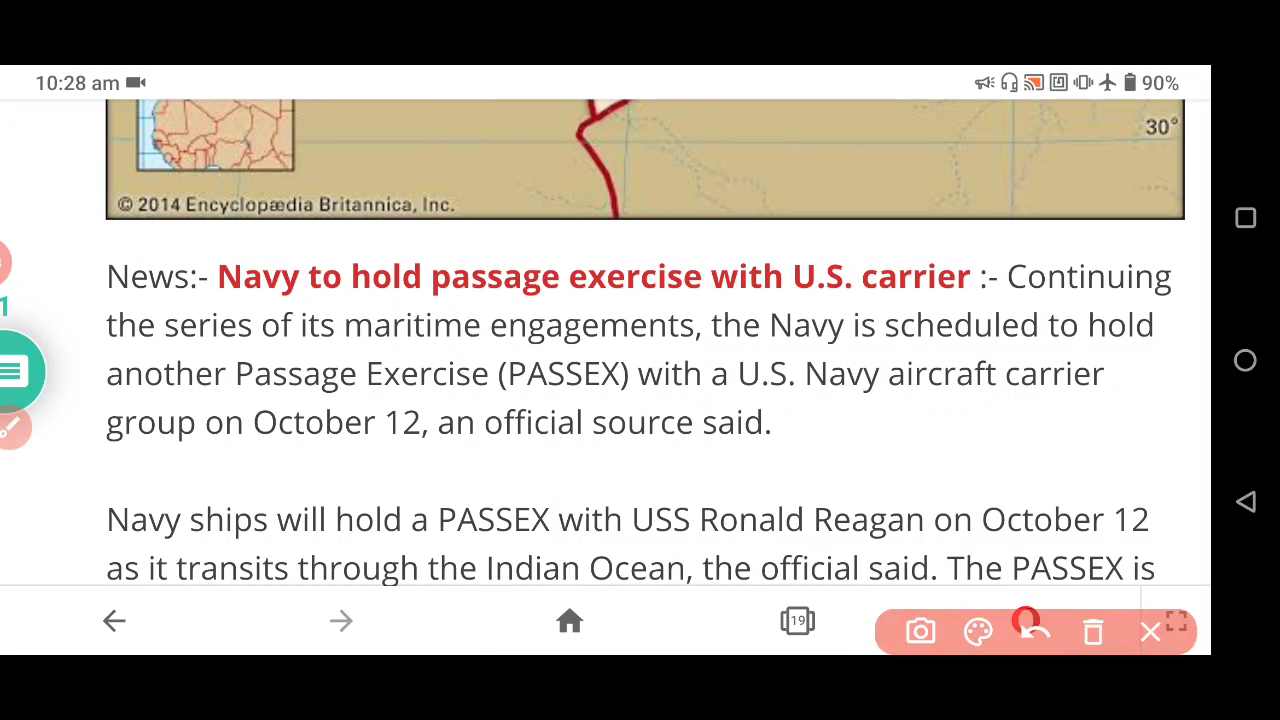 10:28 am
90%
30°
© 2014 Encyclopædia Britannica, Inc.
News:- Navy to hold passage exercise with U.S. carrier :- Continuing
the series of its maritime engagements, the Navy is scheduled to hold
another Passage Exercise (PASSEX) with a U.S. Navy aircraft carrier
group on October 12, an official source said.
1
Navy ships will hold a PASSEX with USS Ronald Reagan on October 12
as it transits through the Indian Ocean, the official said. The PASSEX is
19